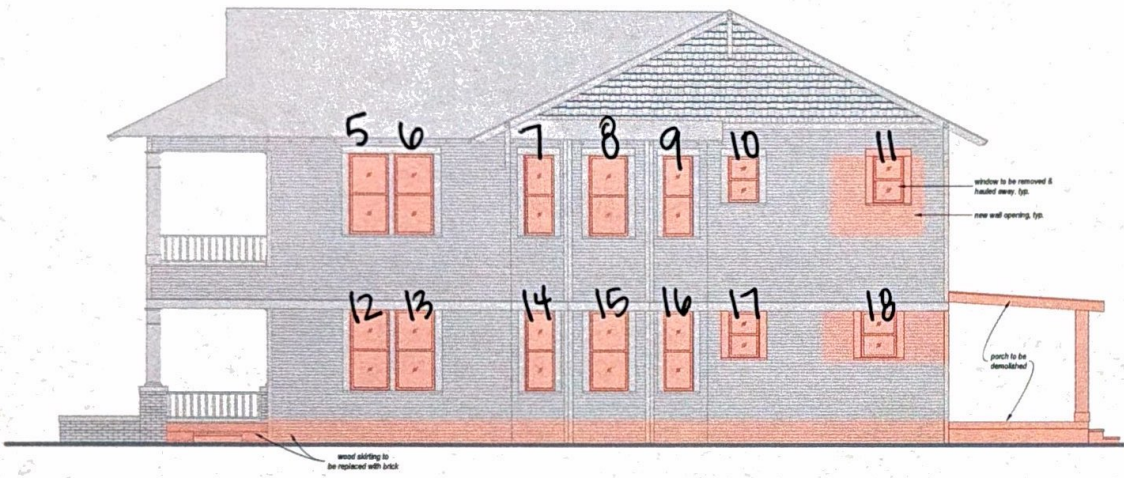 5 6 7 8 9 10 11
window to be removed &
hauled away, typ.
new wall opening, typ.
12 13 14 15 16 17 18
porch to be
demolished
wood skirting to
be replaced with brick